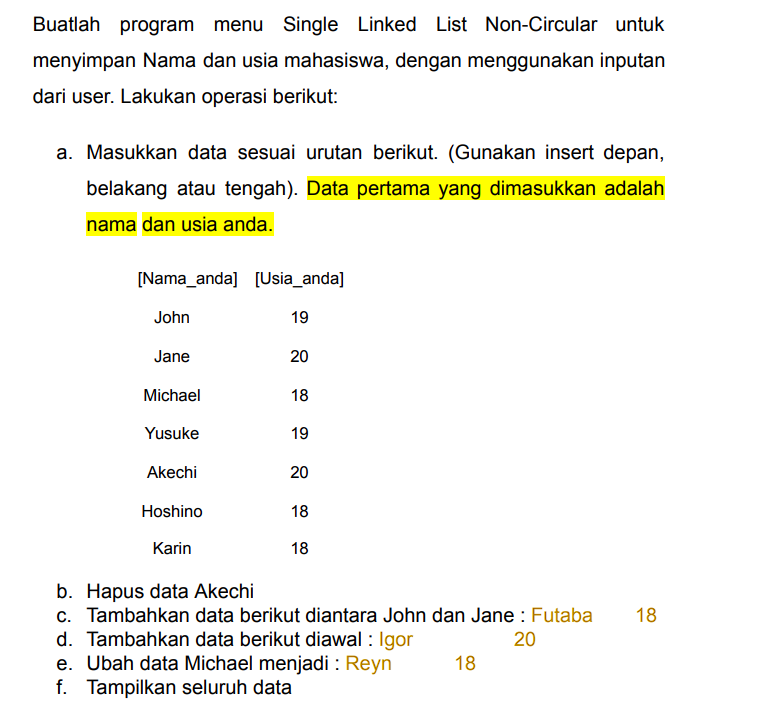 Buatlah program menu Single Linked List Non-Circular untuk
menyimpan Nama dan usia mahasiswa, dengan menggunakan inputan
dari user. Lakukan operasi berikut:
a. Masukkan data sesuai urutan berikut. (Gunakan insert depan,
belakang atau tengah). Data pertama yang dimasukkan adalah
nama dan usia anda.
[Nama_anda] [Usia_anda]
John 19
Jane 20
Michael 18
Yusuke 19
Akechi 20
Hoshino 18
Karin 18
b. Hapus data Akechi
c. Tambahkan data berikut diantara John dan Jane : Futaba 18
d. Tambahkan data berikut diawal : Igor 20
e. Ubah data Michael menjadi : Reyn 18
f. Tampilkan seluruh data